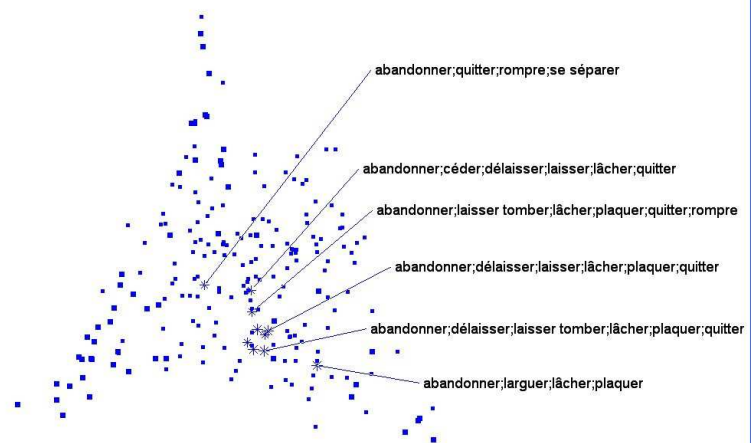 abandonner;quitter;rompre;se séparer
abandonner;céder;délaisser;laisser;lâcher;quitter
abandonner;laisser tomber;lâcher;plaquer;quitter;rompre
abandonner;délaisser;laisser;lâcher;plaquer;quitter
abandonner;délaisser;laisser tomber;lâcher;plaquer;quitter
abandonner;larguer;lâcher;plaquer